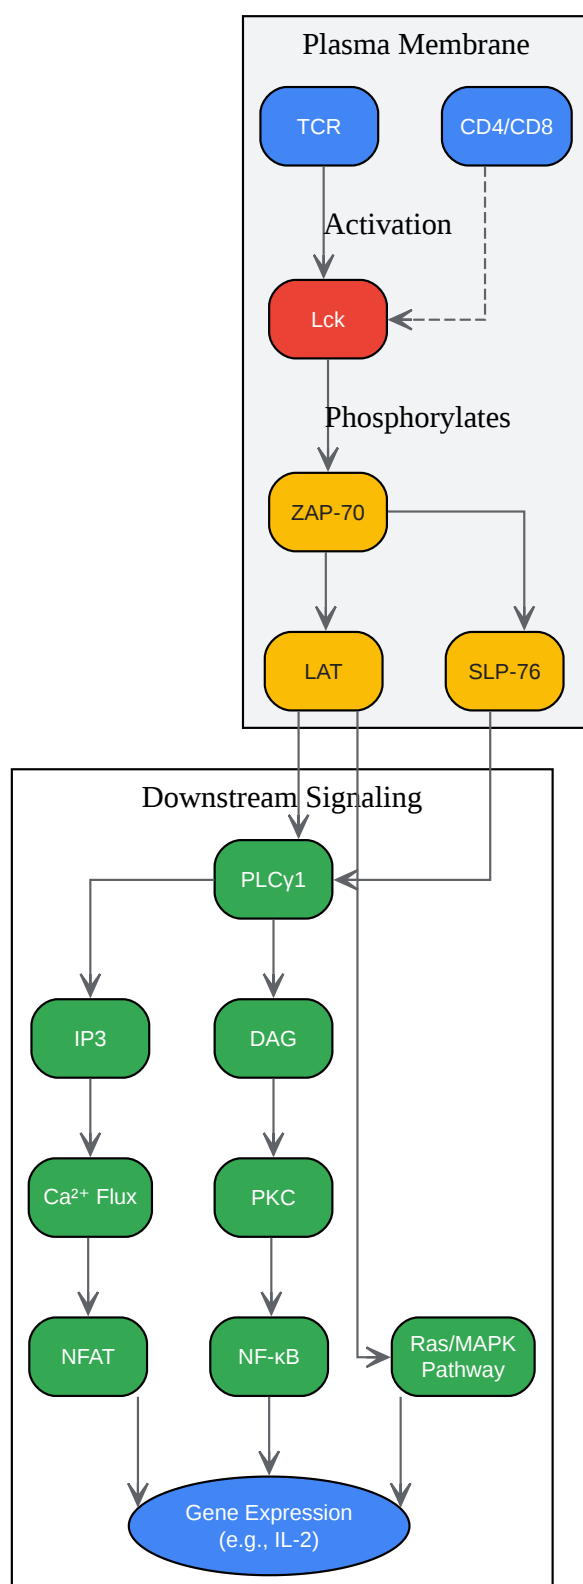 Plasma Membrane
TCR
CD4/CD8
Activation
Lck
Phosphorylates
ZAP-70
LAT
SLP-76
Downstream Signaling
PLCγ1
IP3
DAG
Ca²⁺ Flux
PKC
NFAT
NF-κB
Ras/MAPK
Pathway
Gene Expression
(e.g., IL-2)